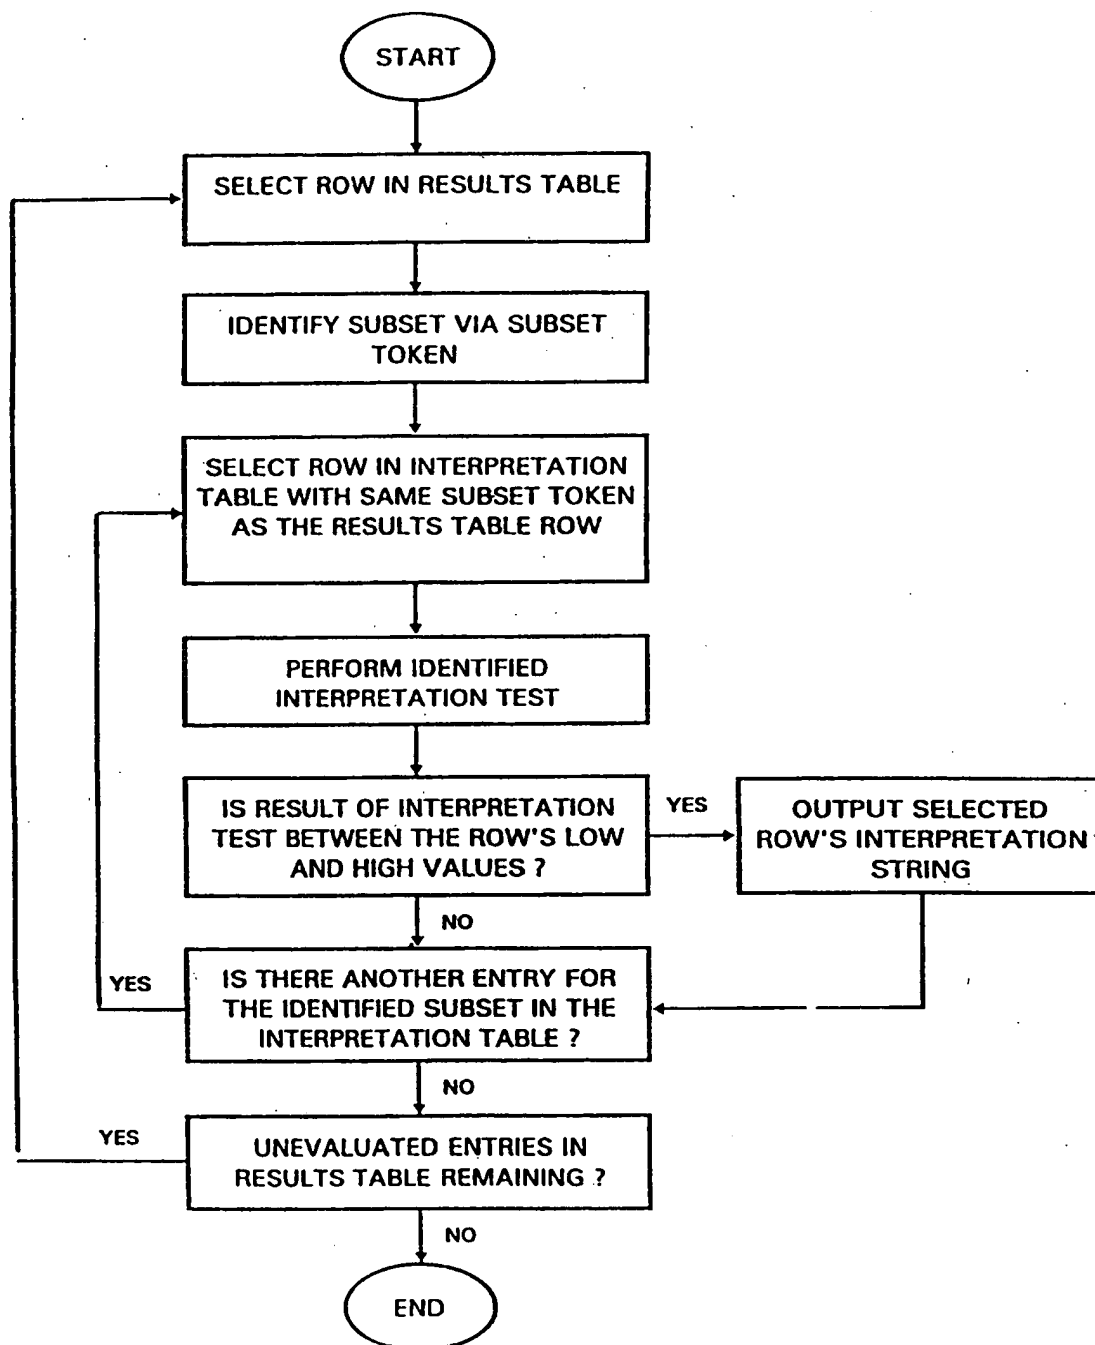 START
SELECT ROW IN RESULTS TABLE
IDENTIFY SUBSET VIA SUBSET
TOKEN
SELECT ROW IN INTERPRETATION
TABLE WITH SAME SUBSET TOKEN
AS THE RESULTS TABLE ROW
PERFORM IDENTIFIED
INTERPRETATION TEST
IS RESULT OF INTERPRETATION
TEST BETWEEN THE ROW'S LOW
AND HIGH VALUES ?
YES
OUTPUT SELECTED
ROW'S INTERPRETATION
STRING
NO
IS THERE ANOTHER ENTRY FOR
THE IDENTIFIED SUBSET IN THE
INTERPRETATION TABLE ?
YES
NO
UNEVALUATED ENTRIES IN
RESULTS TABLE REMAINING ?
YES
NO
END